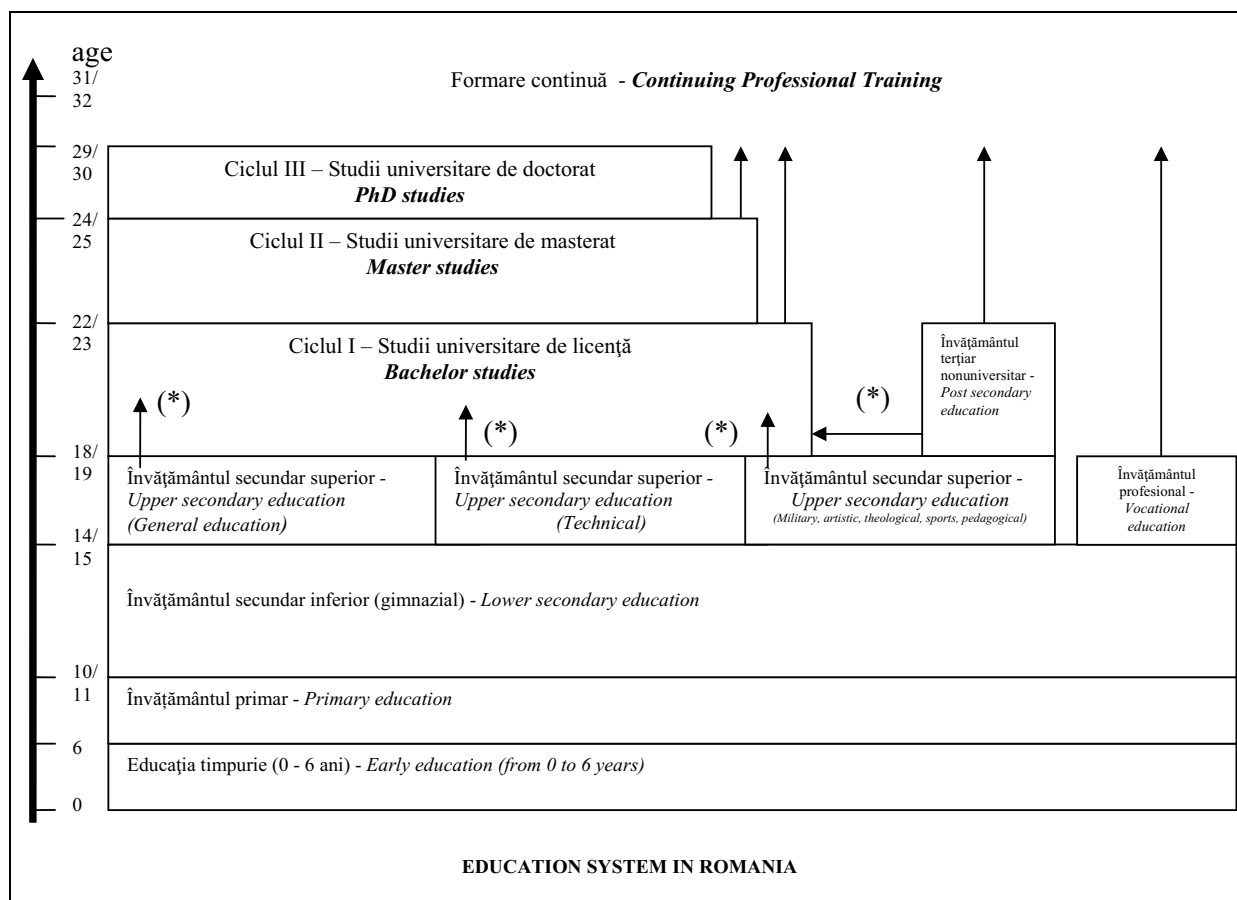 age
31/
32
Formare continuă - Continuing Professional Training
29/
30
Ciclul III – Studii universitare de doctorat
PhD studies
24/
25
Ciclul II – Studii universitare de masterat
Master studies
22/
23
Ciclul I – Studii universitare de licenţă
Bachelor studies
Învăţământul
terţiar
nonuniversitar -
Post secondary
education
(*)
(*)
(*)
(*)
18/
19
Învăţământul secundar superior -
Upper secondary education
(General education)
Învăţământul secundar superior -
Upper secondary education
(Technical)
Învăţământul secundar superior -
Upper secondary education
(Military, artistic, theological, sports, pedagogical)
Învăţământul
profesional -
Vocational
education
14/
15
Învăţământul secundar inferior (gimnazial) - Lower secondary education
10/
11
Învăţământul primar - Primary education
6
Educaţia timpurie (0 - 6 ani) - Early education (from 0 to 6 years)
0
EDUCATION SYSTEM IN ROMANIA